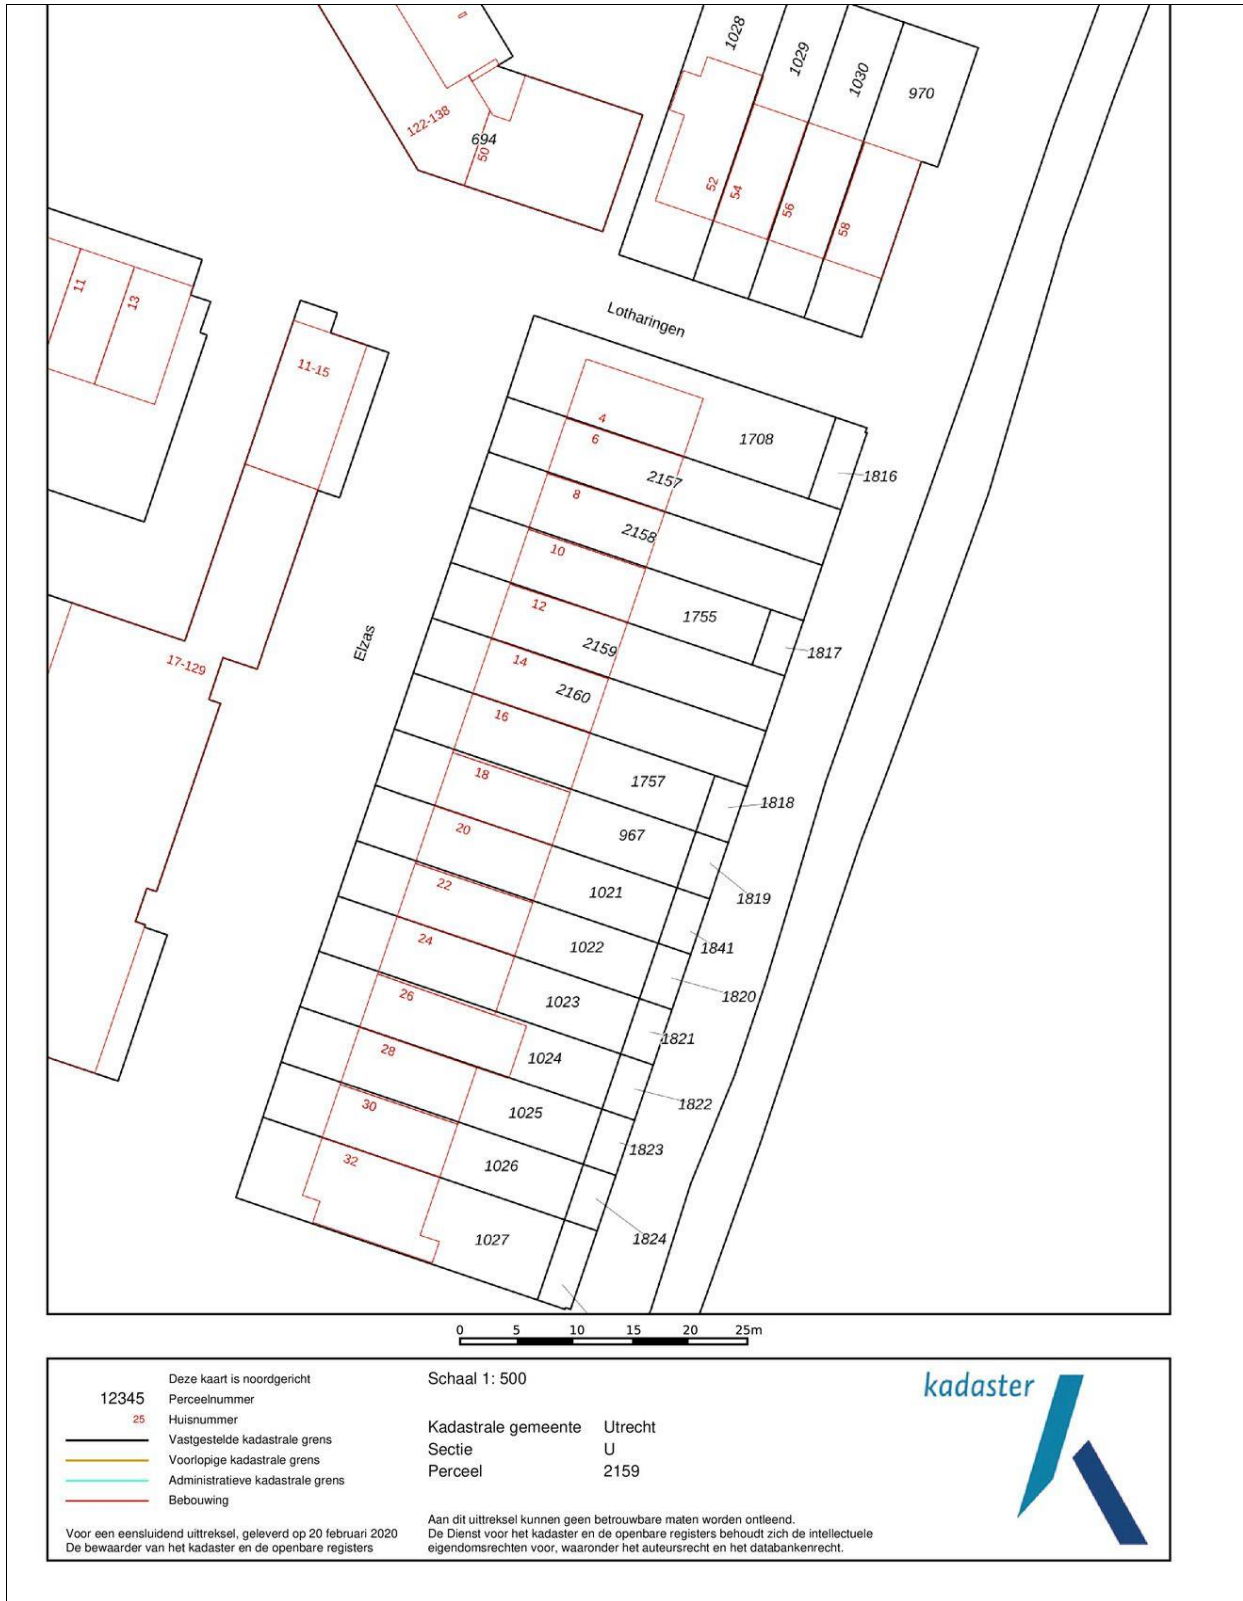 1028
1029
1030
970
122-138
694
50
52
54
56
58
11
13
11-15
Lotharingen
4
6
1708
2157
1816
8
2158
10
1755
12
1817
Elzas
2159
14
17-129
2160
16
1757
18
1818
967
20
1021
22
1819
1022
24
1841
1023
26
1820
1024
28
1821
1025
30
1822
1026
32
1823
1027
1824
0 5 10 15 20 25m
Deze kaart is noordgericht
12345 Perceelnummer
25 Huisnummer
Vastgestelde kadastrale grens
Voorlopige kadastrale grens
Administratieve kadastrale grens
Bebouwing
Voor een eensluidend uittreksel, geleverd op 20 februari 2020
De bewaarder van het kadaster en de openbare registers
Schaal 1: 500
Kadastrale gemeente Utrecht
Sectie U
Perceel 2159
Aan dit uittreksel kunnen geen betrouwbare maten worden ontleend.
De Dienst voor het kadaster en de openbare registers behoudt zich de intellectuele
eigendomsrechten voor, waaronder het auteursrecht en het databankenrecht.
kadaster